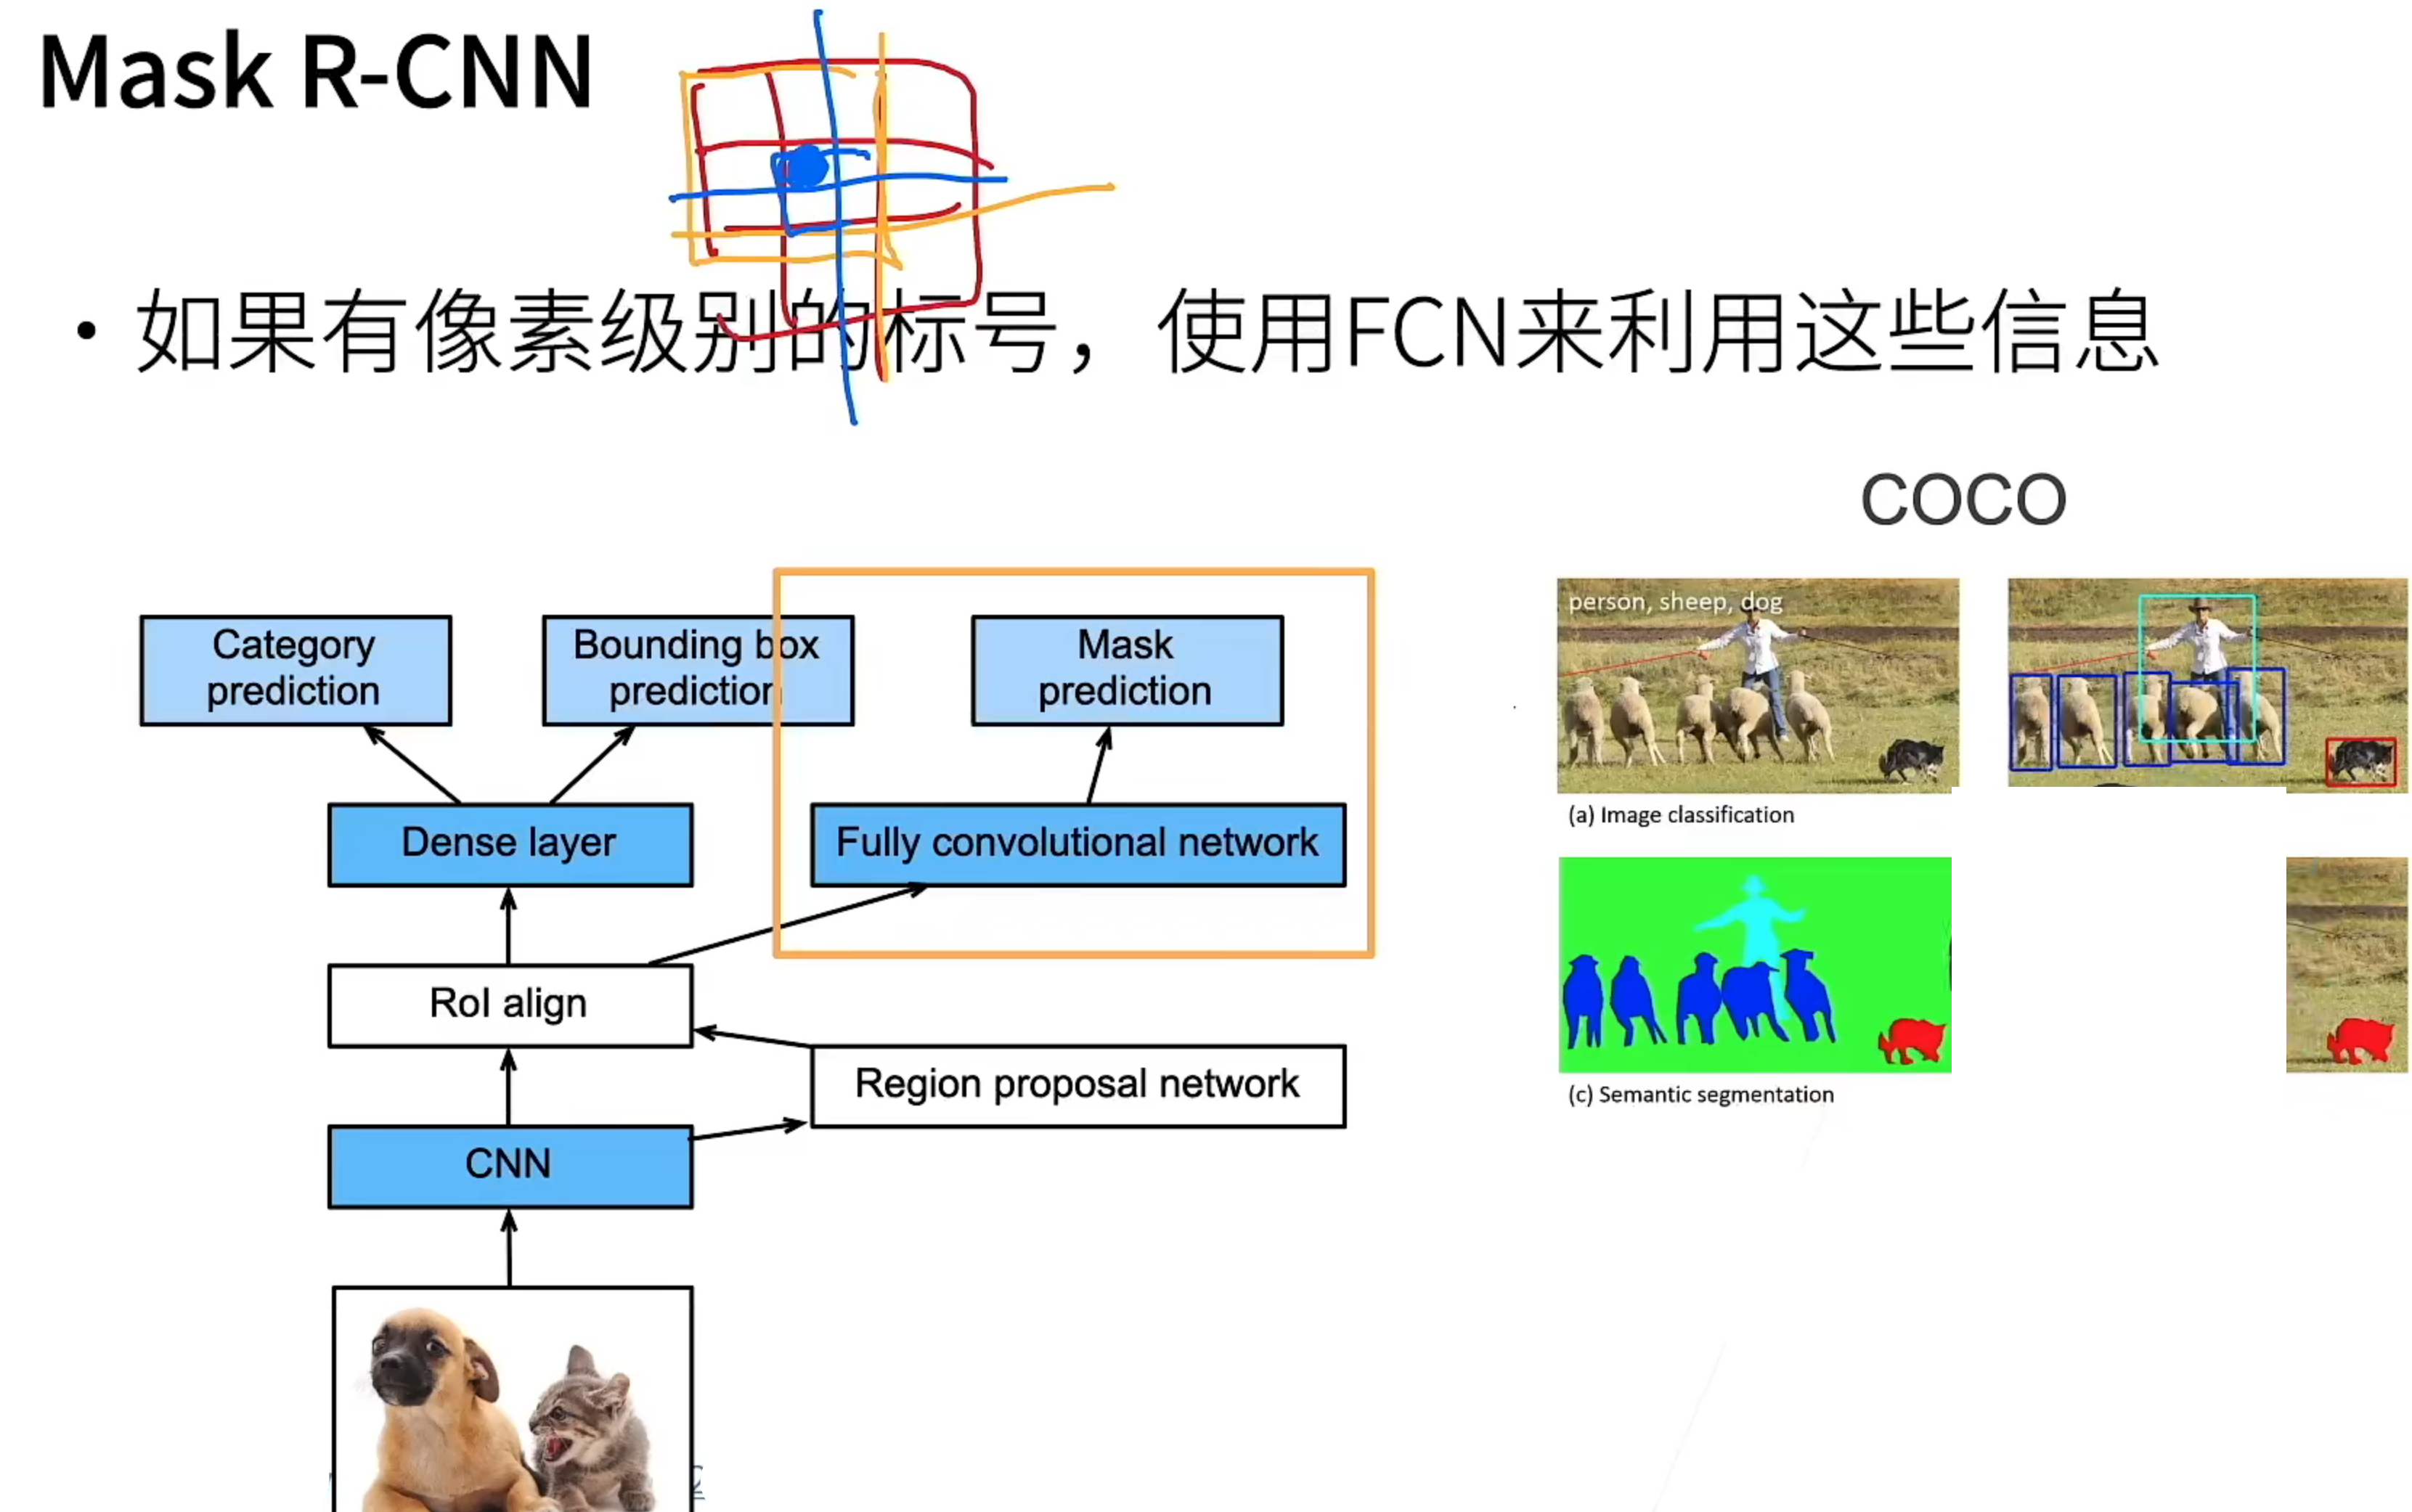 Mask R-CNN
• 如果有像素级别的标号，使用FCN来利用这些信息
COCO
Category
prediction
Bounding box
prediction
Mask
prediction
Dense layer
Fully convolutional network
RoI align
Region proposal network
CNN
person, sheep, dog
(a) Image classification
(c) Semantic segmentation